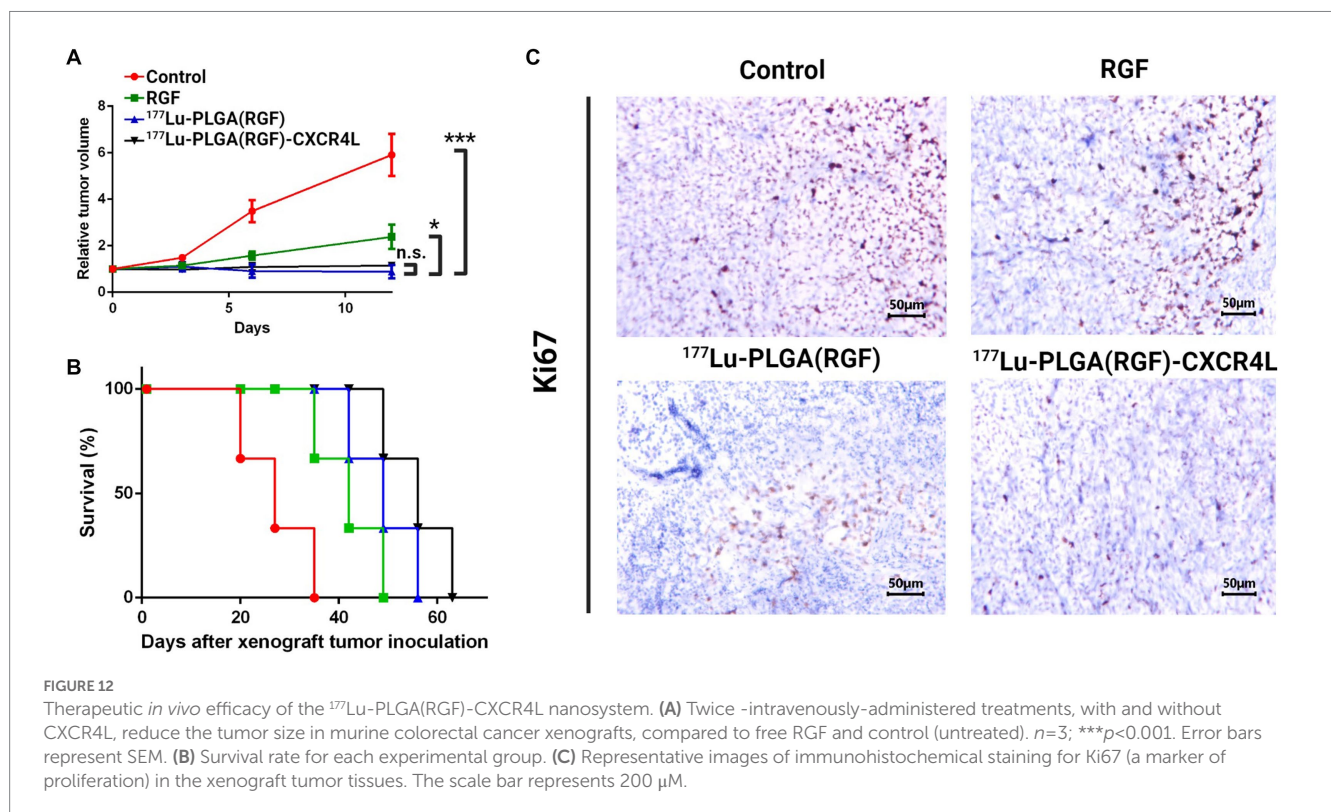 A
Control
RGF
¹⁷⁷Lu-PLGA(RGF)
¹⁷⁷Lu-PLGA(RGF)-CXCR4L
Relative tumor volume
8
6
4
2
0
0
5
10
Days
n.s.
*
***
B
Survival (%)
100
50
0
0
20
40
60
Days after xenograft tumor inoculation
C
Ki67
Control
RGF
50µm
50µm
¹⁷⁷Lu-PLGA(RGF)
¹⁷⁷Lu-PLGA(RGF)-CXCR4L
50µm
50µm
FIGURE 12
Therapeutic in vivo efficacy of the ¹⁷⁷Lu-PLGA(RGF)-CXCR4L nanosystem. (A) Twice -intravenously-administered treatments, with and without
CXCR4L, reduce the tumor size in murine colorectal cancer xenografts, compared to free RGF and control (untreated). n=3; ***p<0.001. Error bars
represent SEM. (B) Survival rate for each experimental group. (C) Representative images of immunohistochemical staining for Ki67 (a marker of
proliferation) in the xenograft tumor tissues. The scale bar represents 200 μM.